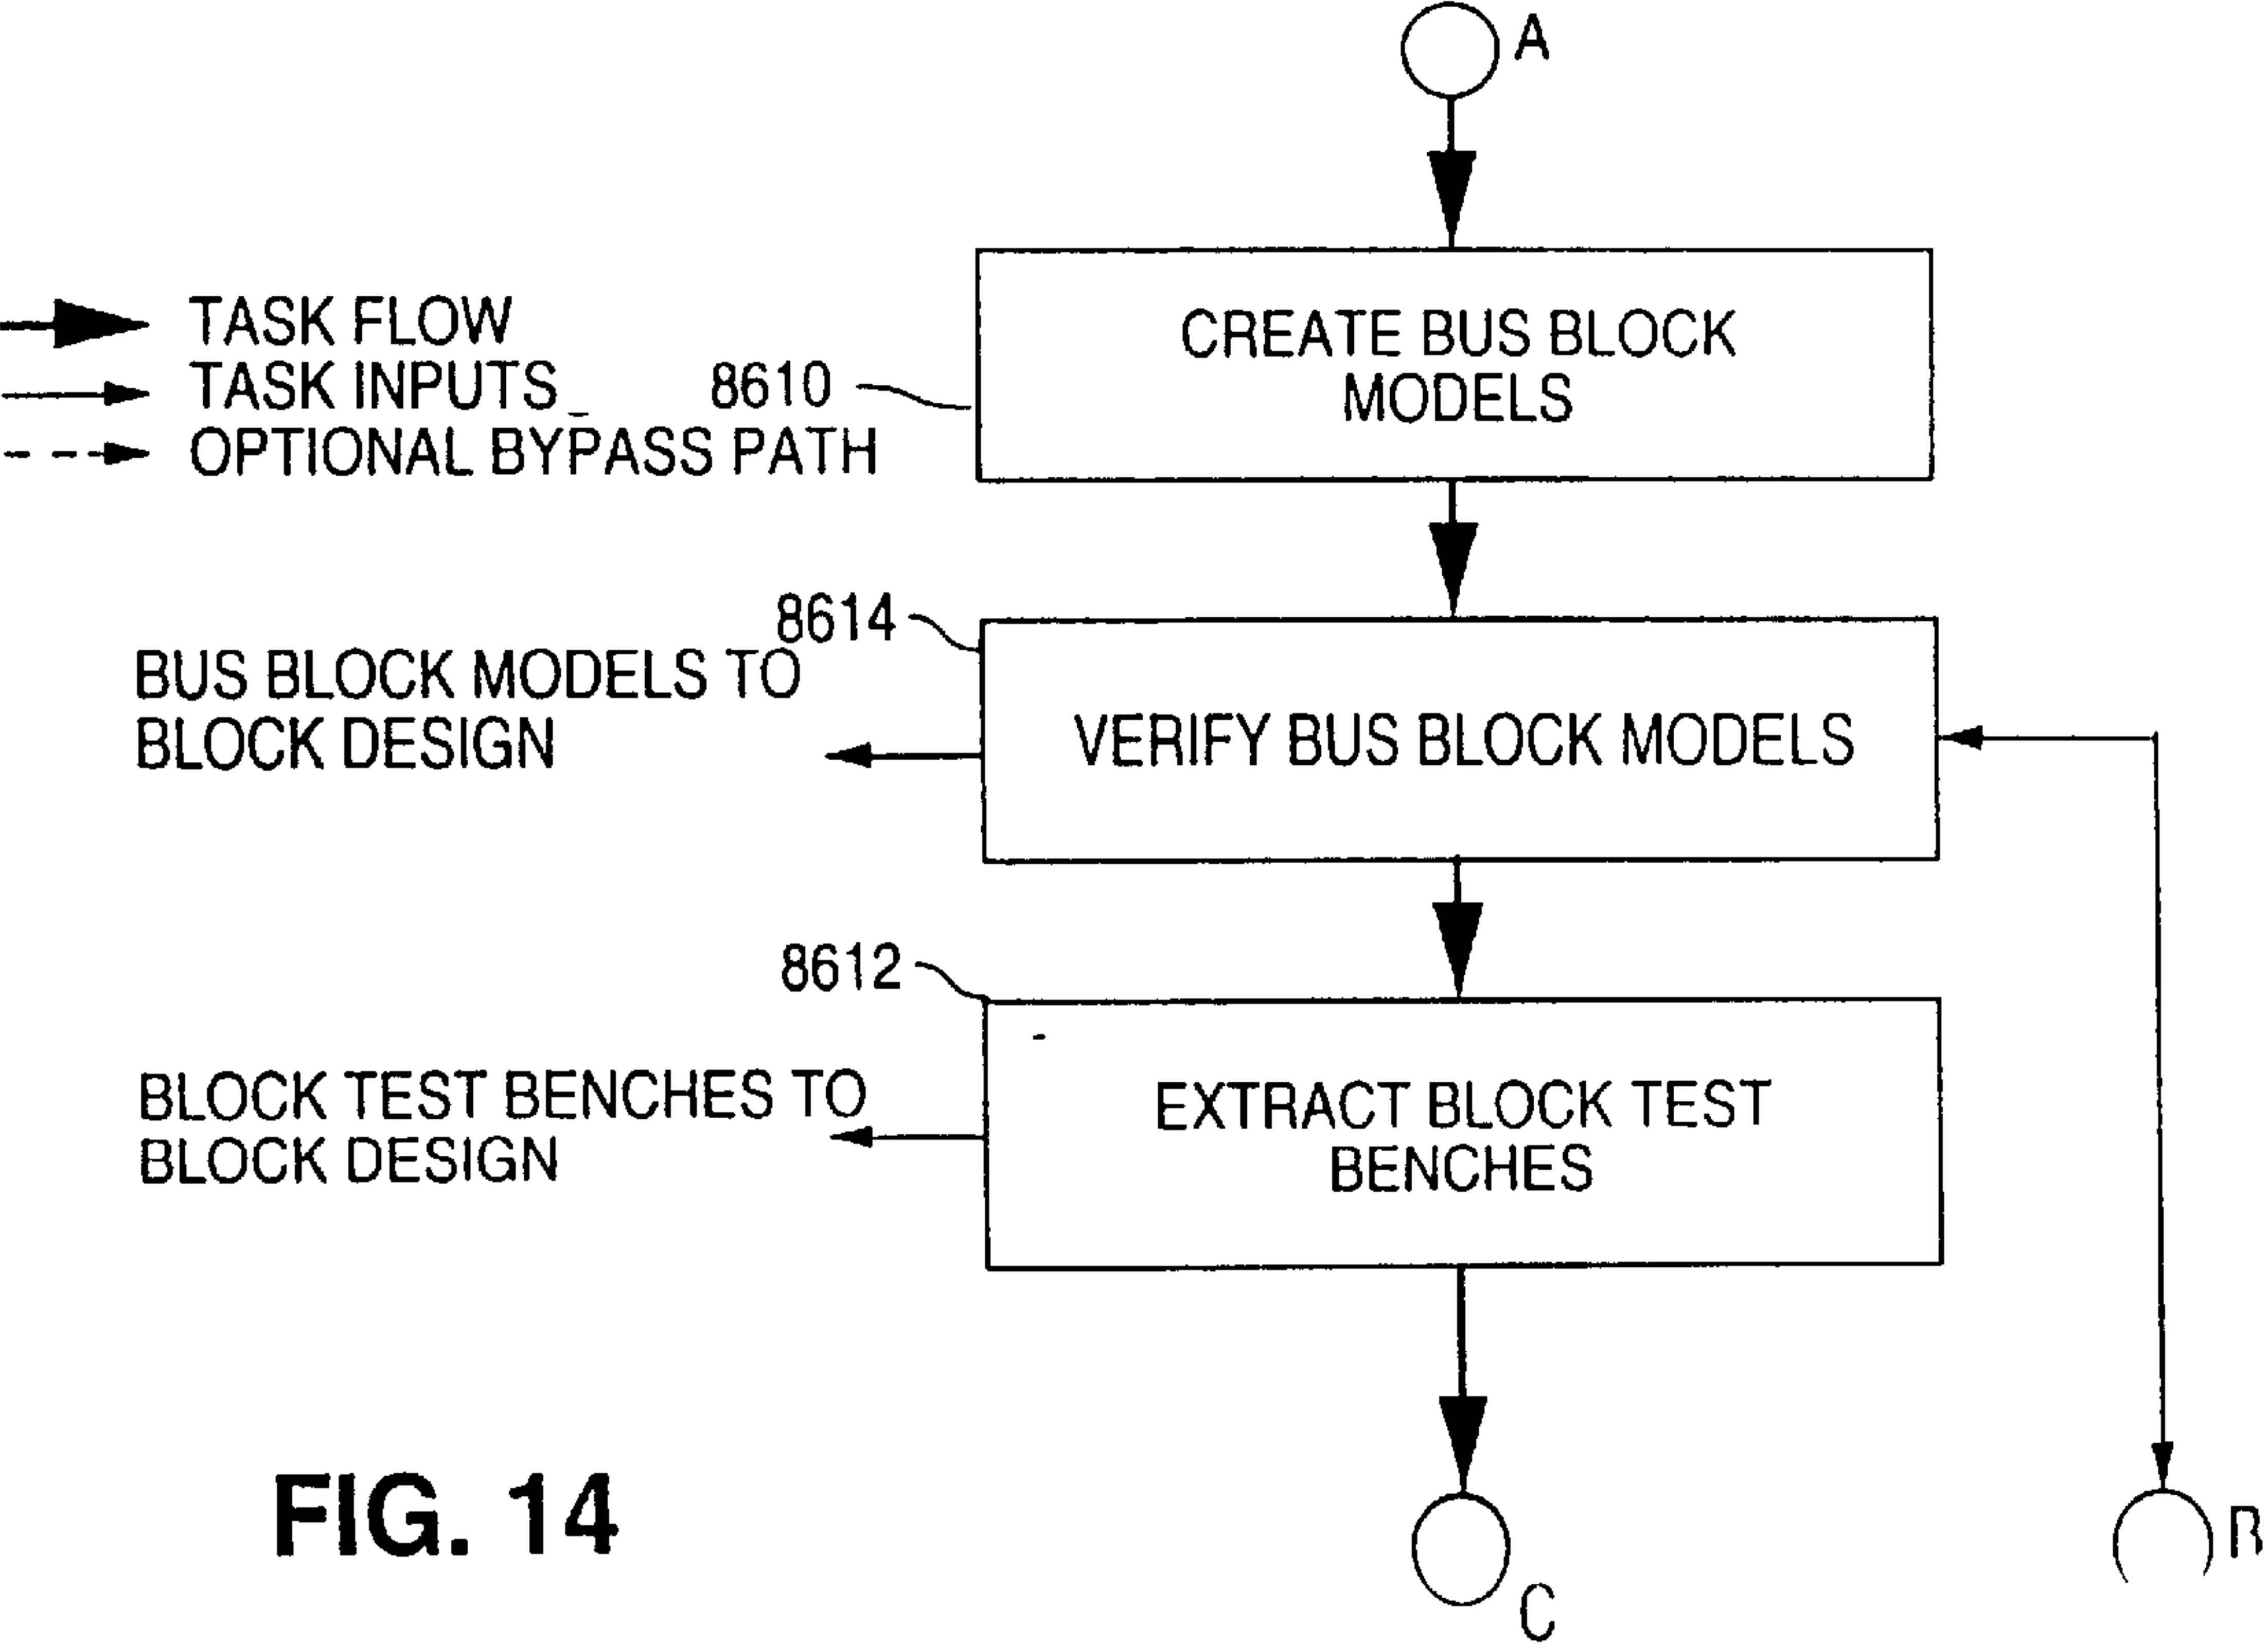 A
TASK FLOW
TASK INPUTS
OPTIONAL BYPASS PATH
8610
CREATE BUS BLOCK
MODELS
8614
BUS BLOCK MODELS TO
BLOCK DESIGN
VERIFY BUS BLOCK MODELS
8612
BLOCK TEST BENCHES TO
BLOCK DESIGN
EXTRACT BLOCK TEST
BENCHES
FIG. 14
C